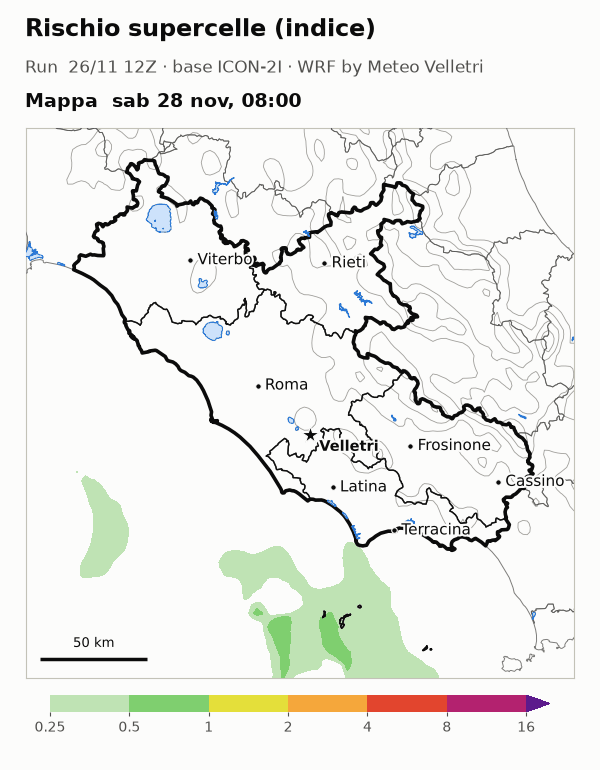 Rischio supercelle (indice)
Run  26/11 12Z · base ICON-2I · WRF by Meteo Velletri
Mappa  sab 28 nov, 08:00
Viterbo
Rieti
Roma
Velletri
Frosinone
Cassino
Latina
Terracina
50 km
0.25 0.5 1 2 4 8 16